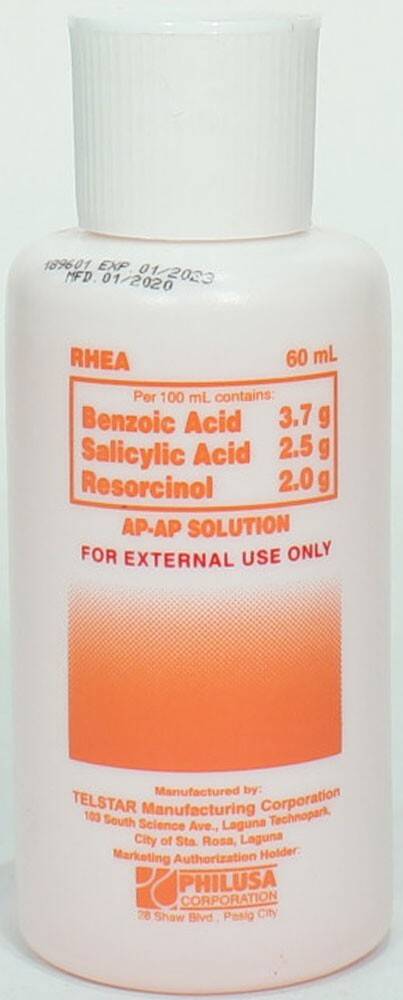 189601 EXP 01/2023
MFD. 01/2020
RHEA 60 mL
Per 100 mL contains:
Benzoic Acid 3.7 g
Salicylic Acid 2.5 g
Resorcinol 2.0 g
AP-AP SOLUTION
FOR EXTERNAL USE ONLY
Manufactured by:
TELSTAR Manufacturing Corporation
103 South Science Ave., Laguna Technopark,
City of Sta. Rosa, Laguna
Marketing Authorization Holder:
PHILUSA
CORPORATION
28 Shaw Blvd., Pasig City